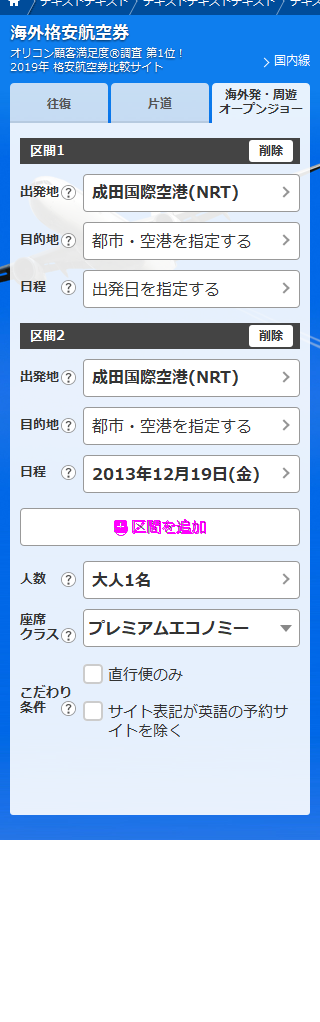 テキストテキスト テキストテキストテキスト テキスト
海外格安航空券
オリコン顧客満足度®調査 第1位！
2019年 格安航空券比較サイト
国内線
往復
片道
海外発・周遊
オープンジョー
区間1
削除
出発地 ?
成田国際空港(NRT)
目的地 ?
都市・空港を指定する
日程 ?
出発日を指定する
区間2
削除
出発地 ?
成田国際空港(NRT)
目的地 ?
都市・空港を指定する
日程 ?
2013年12月19日(金)
区間を追加
人数 ?
大人1名
座席
クラス ?
プレミアムエコノミー
こだわり
条件 ?
直行便のみ
サイト表記が英語の予約サ
イトを除く